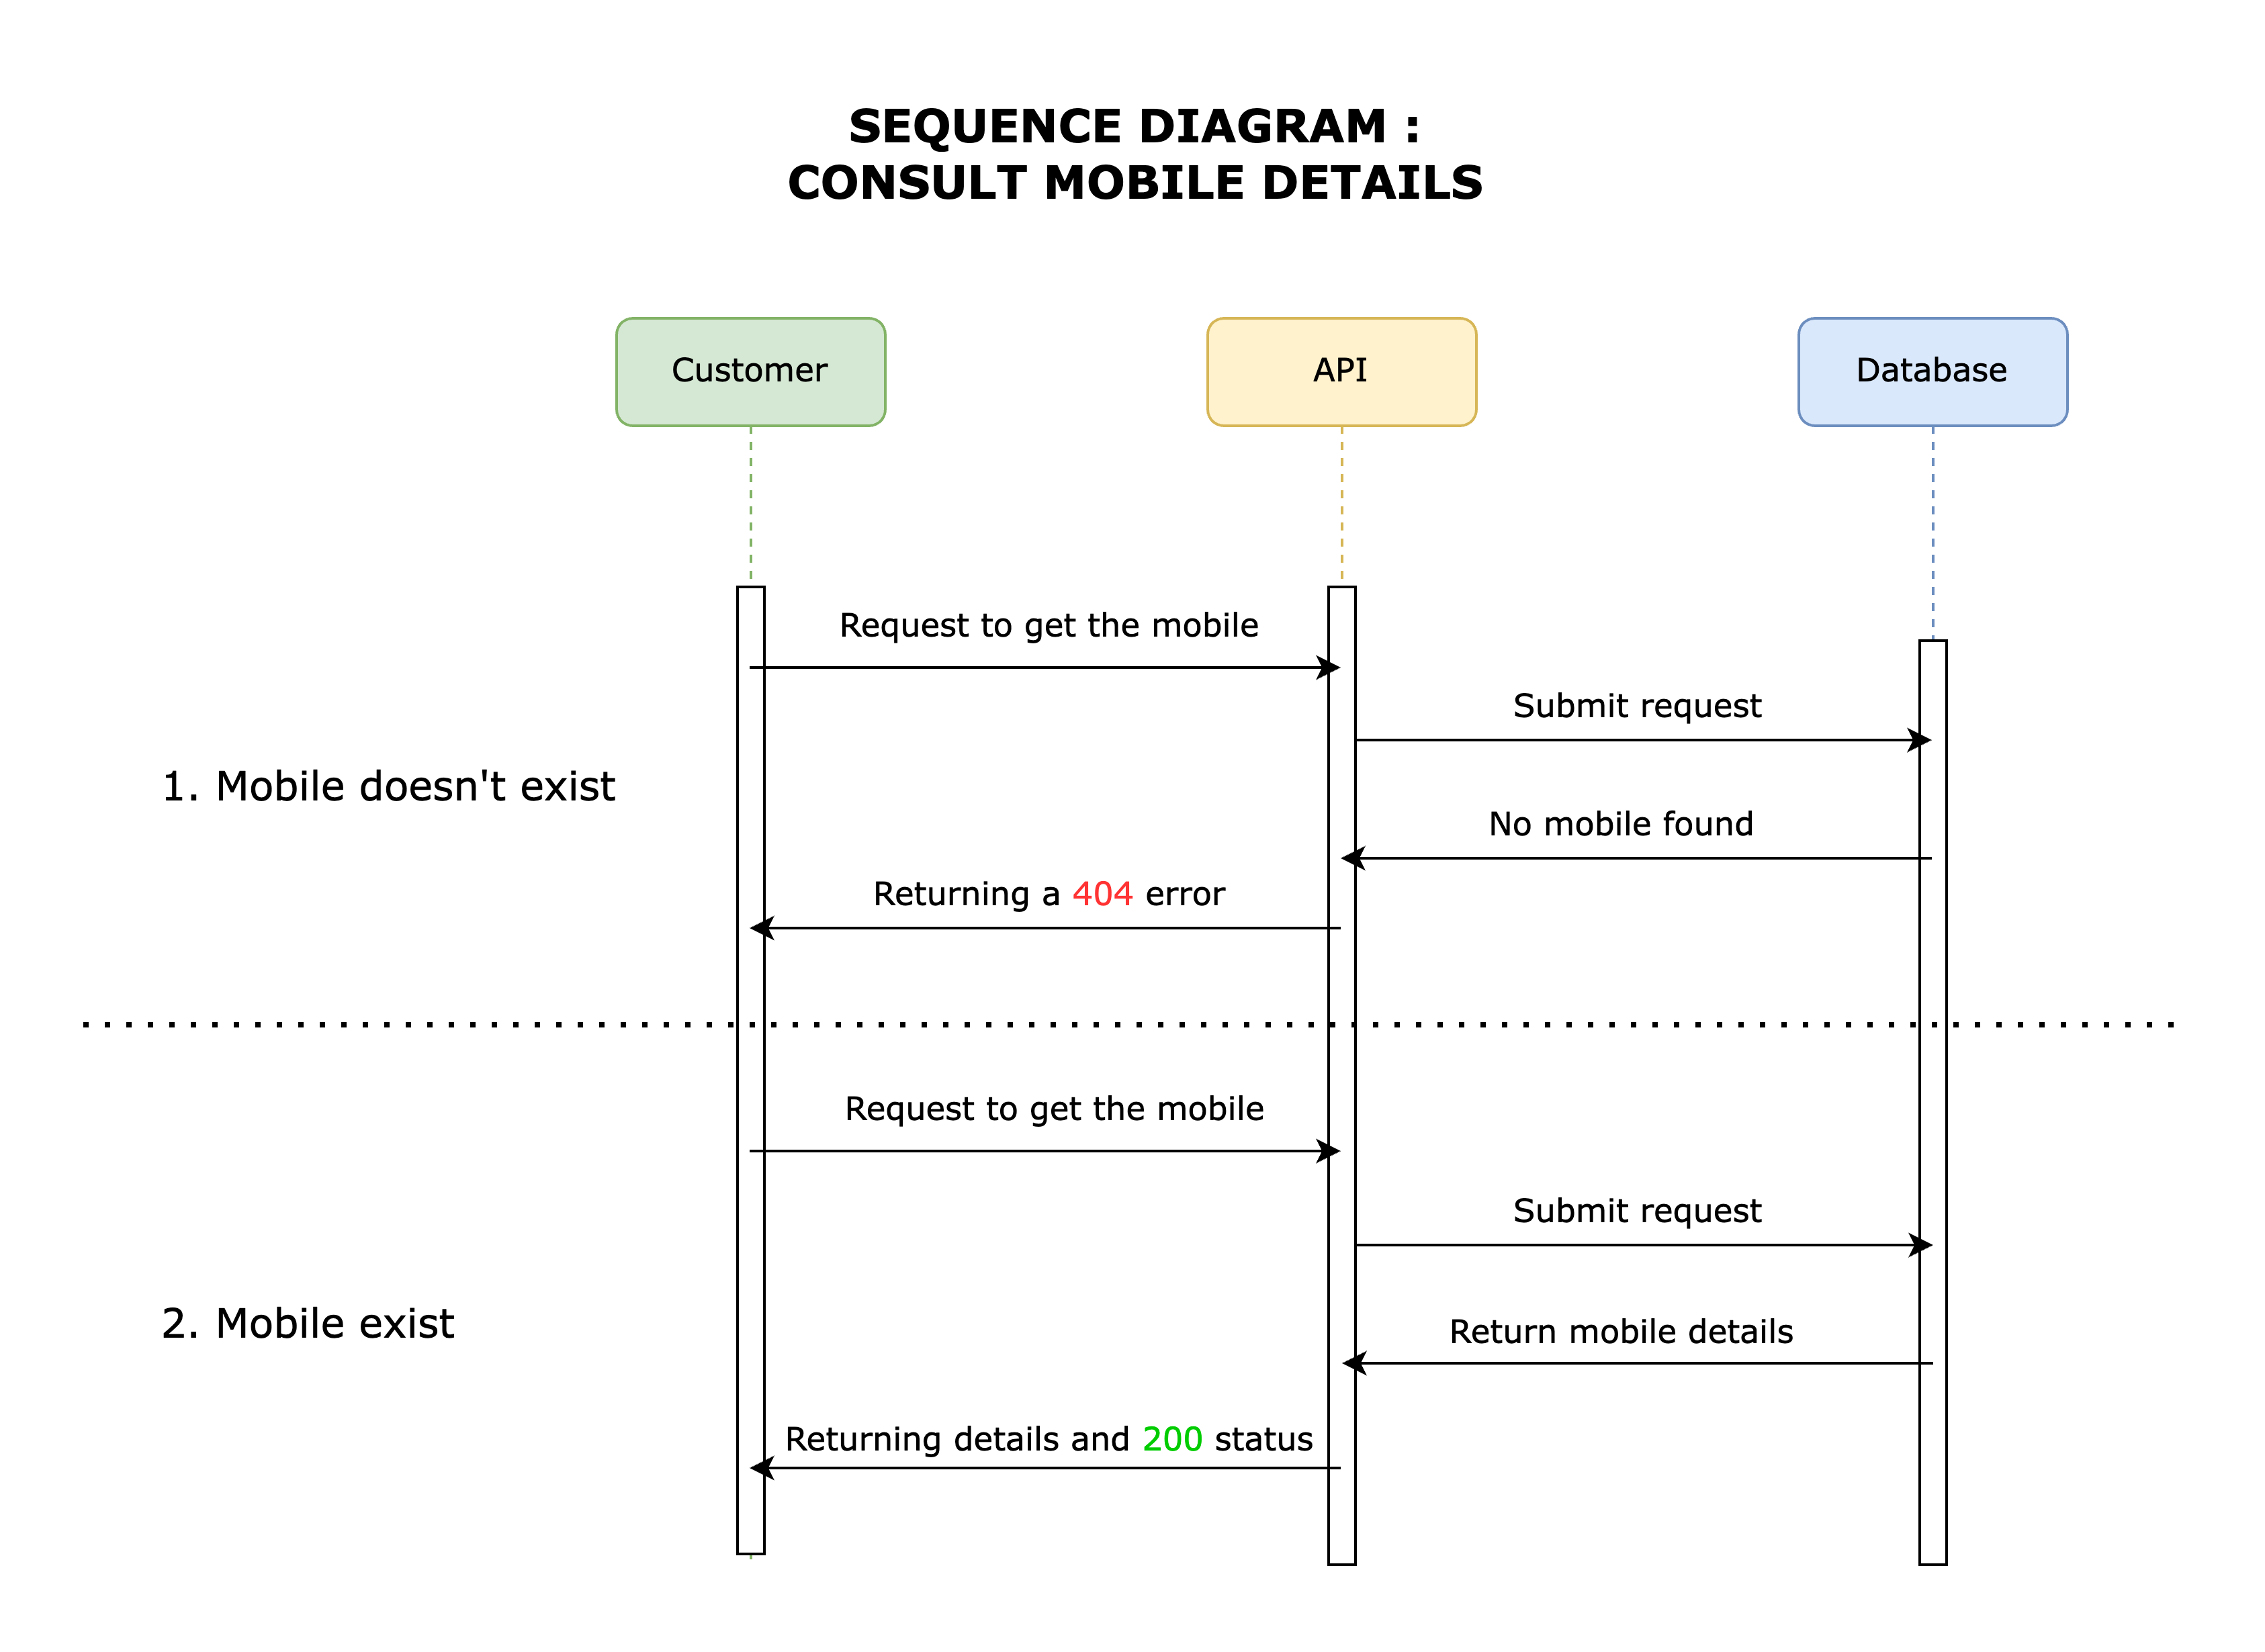 SEQUENCE DIAGRAM :
CONSULT MOBILE DETAILS
Customer
API
Database
Request to get the mobile
Submit request
1. Mobile doesn't exist
No mobile found
Returning a 404 error
Request to get the mobile
Submit request
2. Mobile exist
Return mobile details
Returning details and 200 status